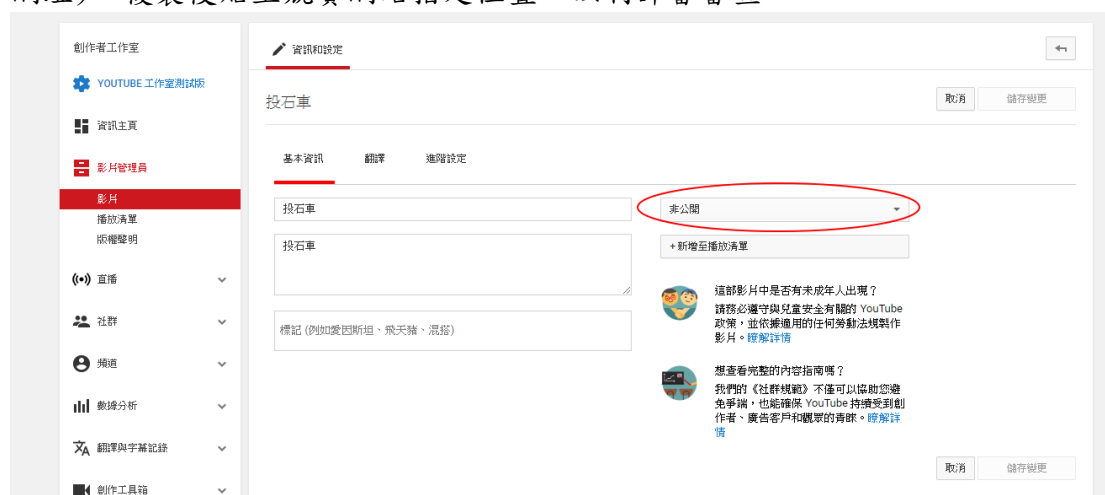 創作者工作室
資訊和設定
YOUTUBE 工作室測試版
投石車
取消
儲存變更
資訊主頁
基本資訊
翻譯
進階設定
影片管理員
影片
播放清單
版權聲明
投石車
非公開
投石車
+ 新增至播放清單
直播
這部影片中是否有未成年人出現?
請務必遵守與兒童安全有關的 YouTube
政策,並依據適用的任何勞動法規製作
影片。瞭解詳情
社群
標記 (例如愛因斯坦、飛天豬、混搭)
頻道
想查看完整的內容指南嗎?
我們的《社群規範》不僅可以協助您避
免爭端,也能確保 YouTube 持續受到創
作者、廣告客戶和觀眾的青睞。瞭解詳
情
數據分析
翻譯與字幕記錄
取消
儲存變更
創作工具箱